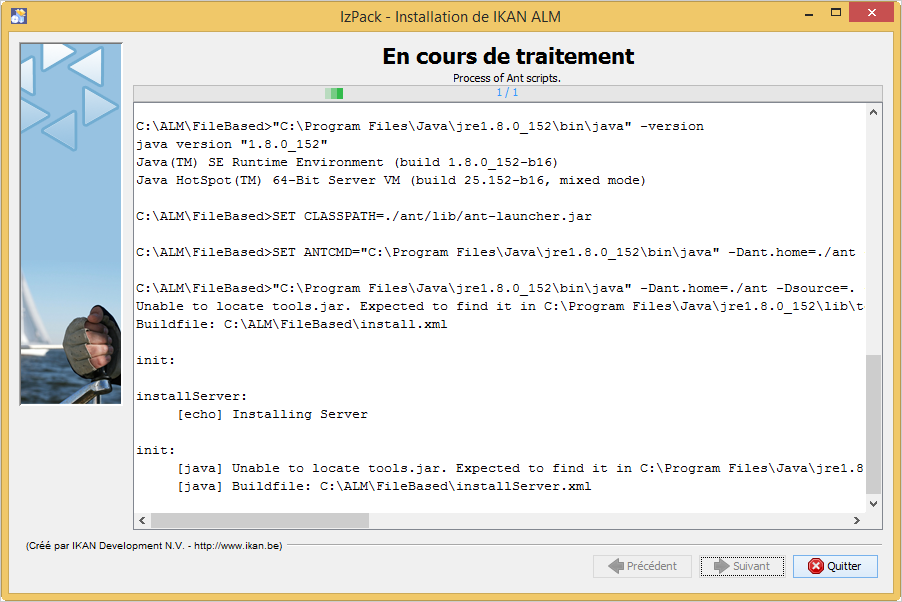 IzPack - Installation de IKAN ALM
En cours de traitement
Process of Ant scripts.
1 / 1
C:\ALM\FileBased>"C:\Program Files\Java\jre1.8.0_152\bin\java" -version
java version "1.8.0_152"
Java(TM) SE Runtime Environment (build 1.8.0_152-b16)
Java HotSpot(TM) 64-Bit Server VM (build 25.152-b16, mixed mode)
C:\ALM\FileBased>SET CLASSPATH=./ant/lib/ant-launcher.jar
C:\ALM\FileBased>SET ANTCMD="C:\Program Files\Java\jre1.8.0_152\bin\java" -Dant.home=./ant
C:\ALM\FileBased>"C:\Program Files\Java\jre1.8.0_152\bin\java" -Dant.home=./ant -Dsource=.
Unable to locate tools.jar. Expected to find it in C:\Program Files\Java\jre1.8.0_152\lib\t
Buildfile: C:\ALM\FileBased\install.xml
init:
installServer:
[echo] Installing Server
init:
[java] Unable to locate tools.jar. Expected to find it in C:\Program Files\Java\jre1.8
[java] Buildfile: C:\ALM\FileBased\installServer.xml
(Créé par IKAN Development N.V. - http://www.ikan.be)
Précédent
Suivant
Quitter